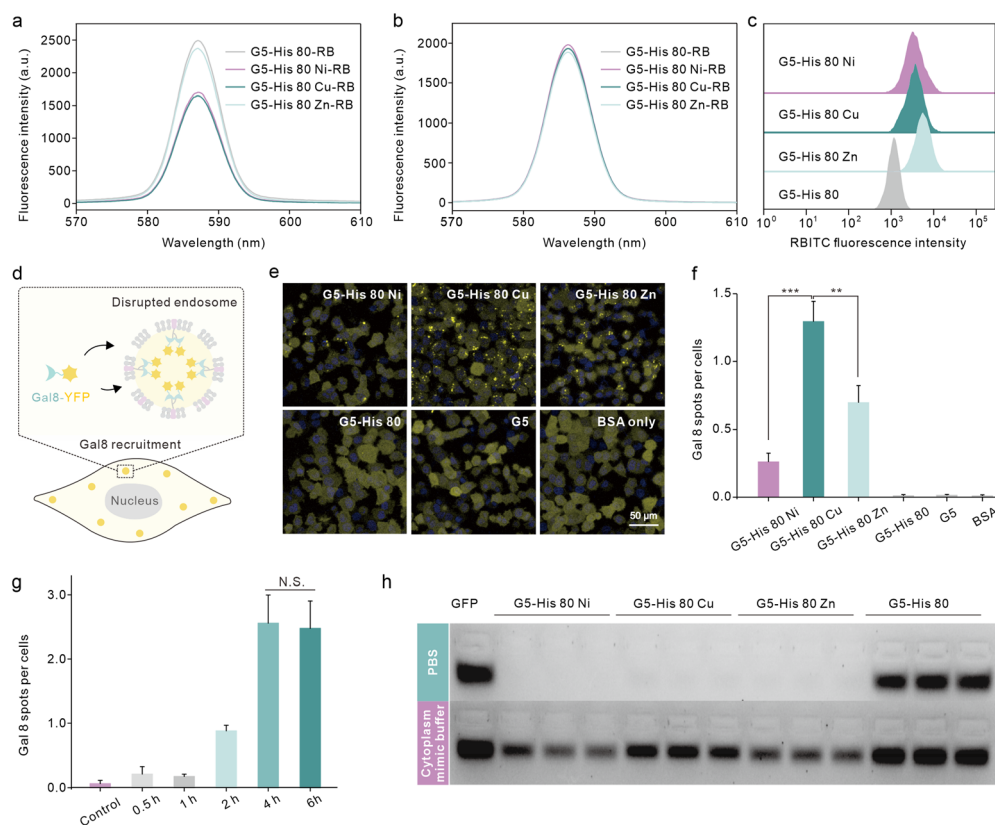 a
Fluorescence intensity (a.u.)
2500
2000
1500
1000
500
0
570
580
590
600
610
Wavelength (nm)
G5-His 80-RB
G5-His 80 Ni-RB
G5-His 80 Cu-RB
G5-His 80 Zn-RB
b
Fluorescence intensity (a.u.)
2000
1500
1000
500
0
570
580
590
600
610
Wavelength (nm)
G5-His 80-RB
G5-His 80 Ni-RB
G5-His 80 Cu-RB
G5-His 80 Zn-RB
c
G5-His 80 Ni
G5-His 80 Cu
G5-His 80 Zn
G5-His 80
10⁰ 10¹ 10² 10³ 10⁴ 10⁵
RBITC fluorescence intensity
d
Disrupted endosome
Gal8-YFP
Gal8 recruitment
Nucleus
e
G5-His 80 Ni
G5-His 80 Cu
G5-His 80 Zn
G5-His 80
G5
BSA only
50 µm
f
Gal 8 spots per cells
1.5
1.0
0.5
0.0
***
**
G5-His 80 Ni
G5-His 80 Cu
G5-His 80 Zn
G5-His 80
G5
BSA
g
Gal 8 spots per cells
3.0
2.0
1.0
0.0
N.S.
Control
0.5 h
1 h
2 h
4 h
6h
h
GFP
G5-His 80 Ni
G5-His 80 Cu
G5-His 80 Zn
G5-His 80
PBS
Cytoplasm
mimic buffer